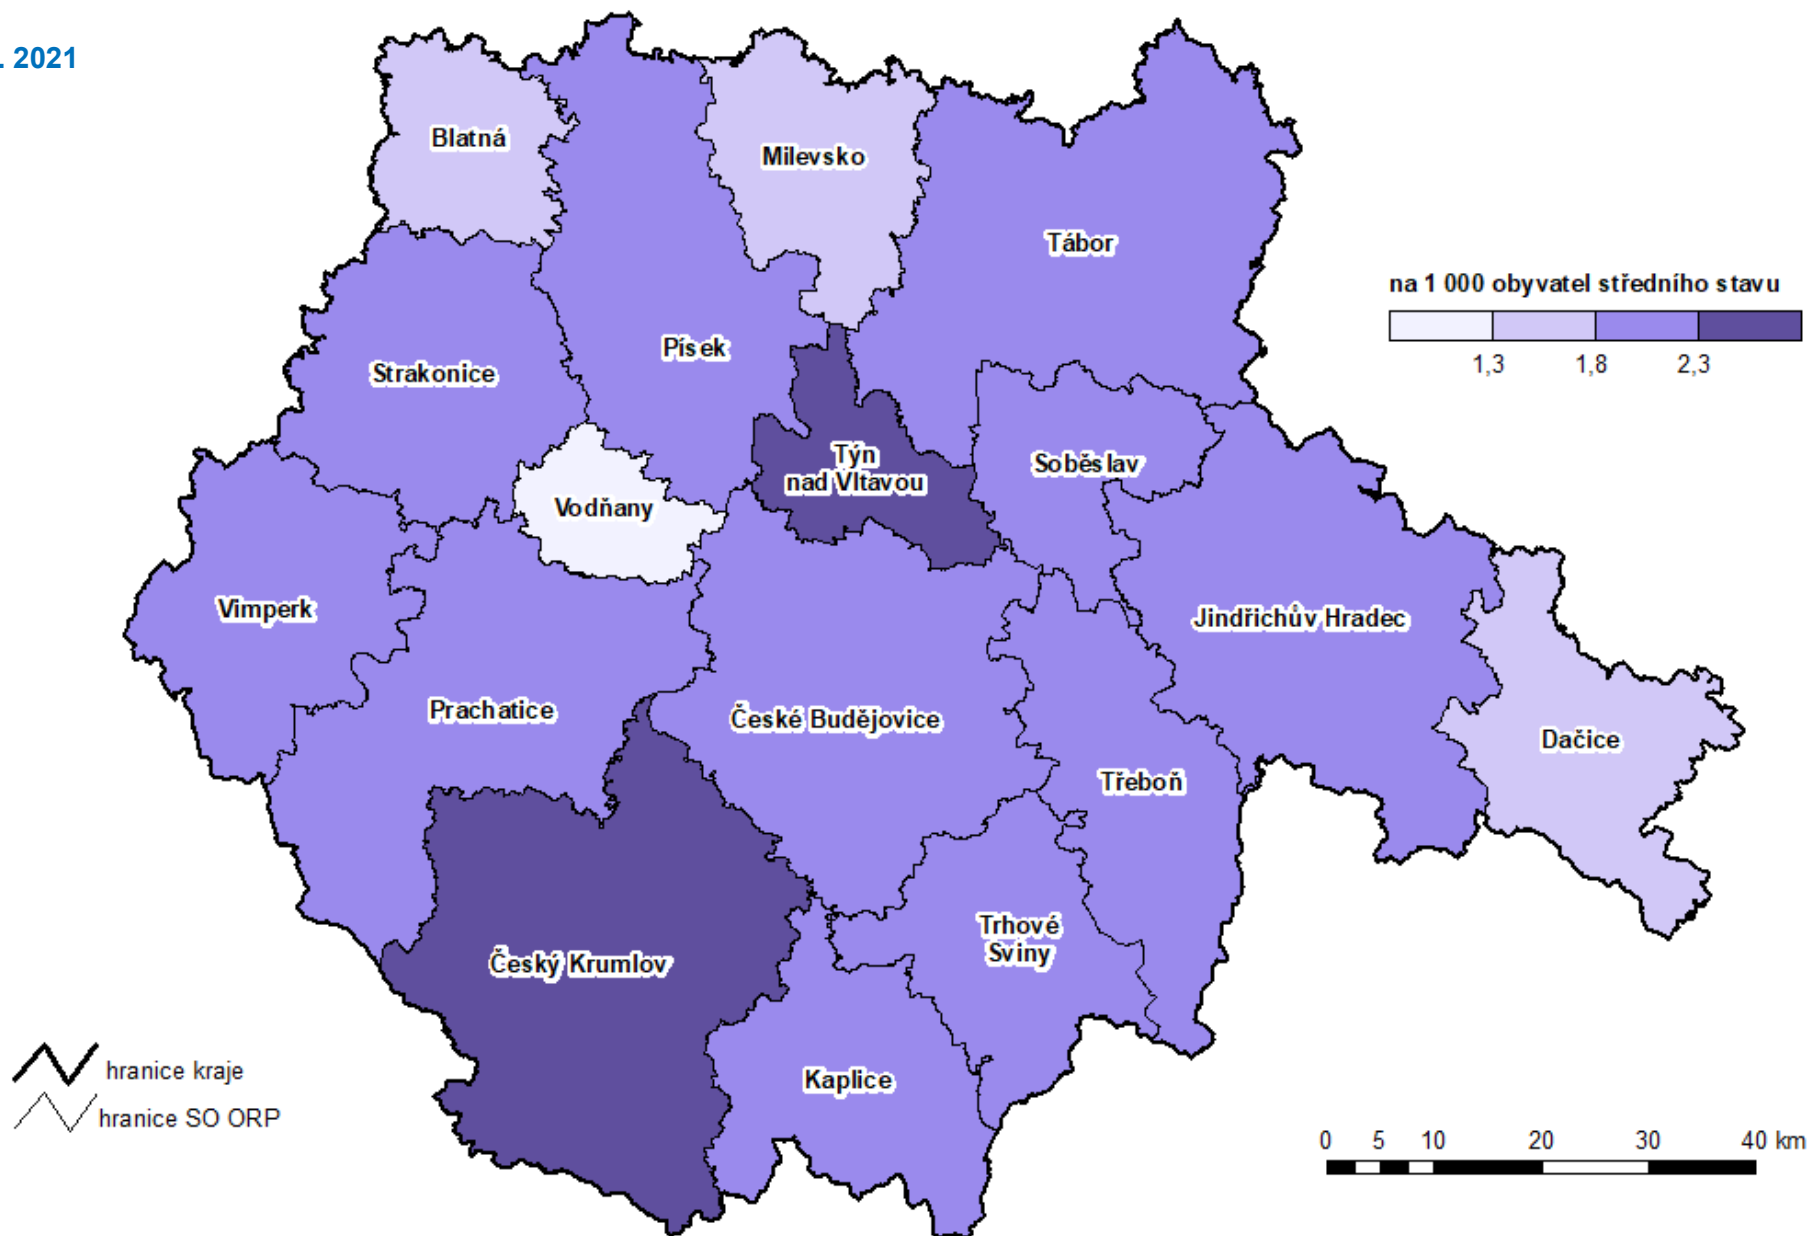 . 2021
Blatná
Milevsko
Tábor
na 1 000 obyvatel středního stavu
1,3 1,8 2,3
Písek
Strakonice
Týn
nad Vltavou
Soběslav
Vodňany
Vimperk
Jindřichův Hradec
Prachatice
České Budějovice
Dačice
Třeboň
Trhové
Sviny
Český Krumlov
Kaplice
hranice kraje
hranice SO ORP
0 5 10 20 30 40 km